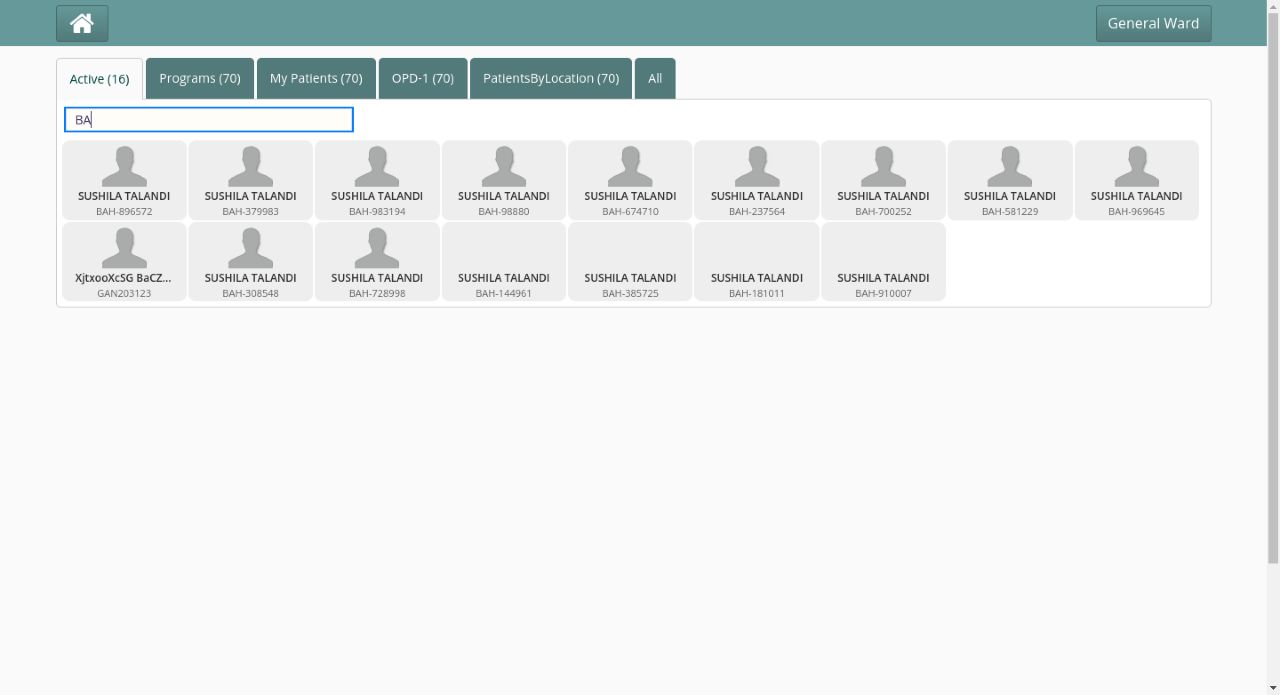 General Ward
Active (16) Programs (70) My Patients (70) OPD-1 (70) PatientsByLocation (70) All
BA
SUSHILA TALANDI SUSHILA TALANDI SUSHILA TALANDI SUSHILA TALANDI SUSHILA TALANDI SUSHILA TALANDI SUSHILA TALANDI SUSHILA TALANDI SUSHILA TALANDI
BAH-896572 BAH-379983 BAH-983194 BAH-98880 BAH-674710 BAH-237564 BAH-700252 BAH-581229 BAH-969645
XjtxooXcSG BaCZ... SUSHILA TALANDI SUSHILA TALANDI SUSHILA TALANDI SUSHILA TALANDI SUSHILA TALANDI SUSHILA TALANDI
GAN203123 BAH-308548 BAH-728998 BAH-144961 BAH-385725 BAH-181011 BAH-910007